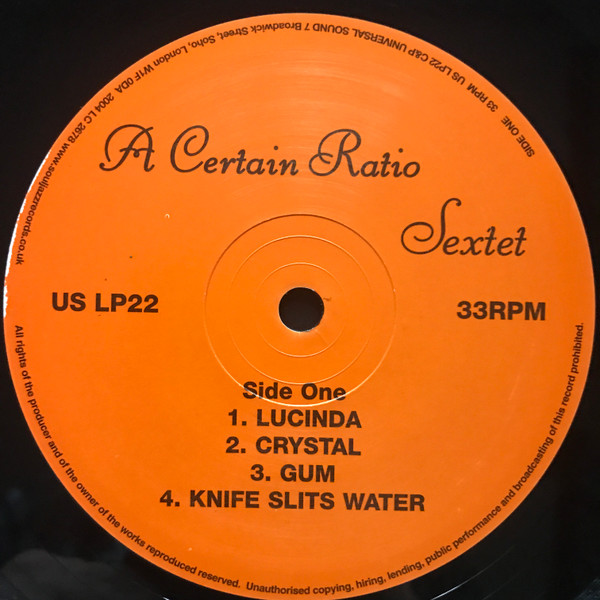 A Certain Ratio
Sextet
US LP22
33RPM
Side One
1. LUCINDA
2. CRYSTAL
3. GUM
4. KNIFE SLITS WATER
SIDE ONE 33 RPM US LP22 C&P UNIVERSAL SOUND 7 Broadwick Street, Soho, London W1F 0DA 2004 LC 2678 www.souljazzrecords.co.uk
All rights of the producer and of the owner of the works reproduced reserved. Unauthorised copying, hiring, lending, public performance and broadcasting of this record prohibited.